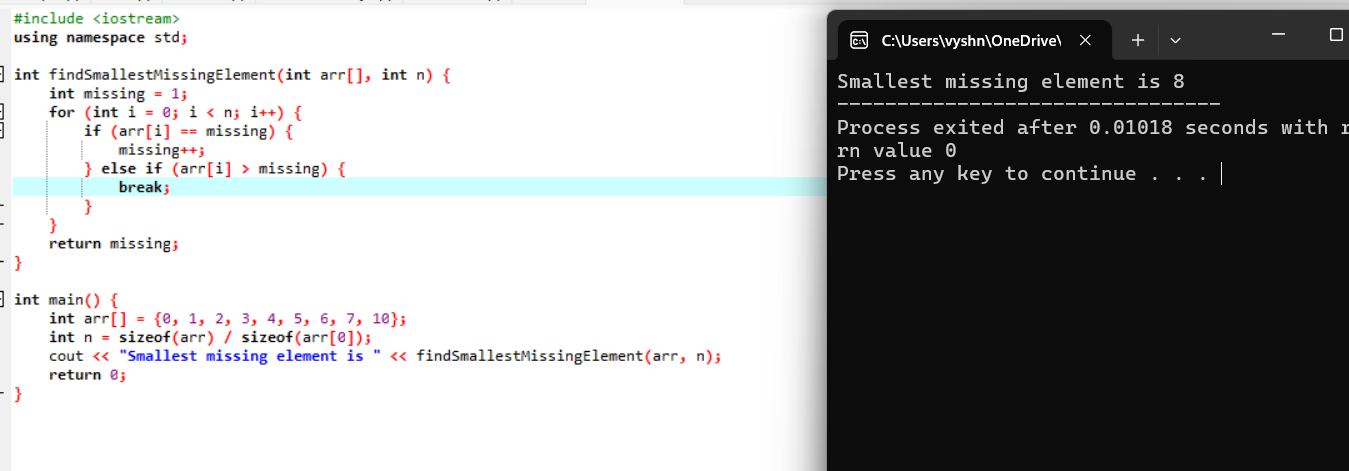 #include <iostream>
using namespace std;

int findSmallestMissingElement(int arr[], int n) {
    int missing = 1;
    for (int i = 0; i < n; i++) {
        if (arr[i] == missing) {
            missing++;
        } else if (arr[i] > missing) {
            break;
        }
    }
    return missing;
}

int main() {
    int arr[] = {0, 1, 2, 3, 4, 5, 6, 7, 10};
    int n = sizeof(arr) / sizeof(arr[0]);
    cout << "Smallest missing element is " << findSmallestMissingElement(arr, n);
    return 0;
}
C:\Users\vyshn\OneDrive\
Smallest missing element is 8
--------------------------------
Process exited after 0.01018 seconds with r
rn value 0
Press any key to continue . . .